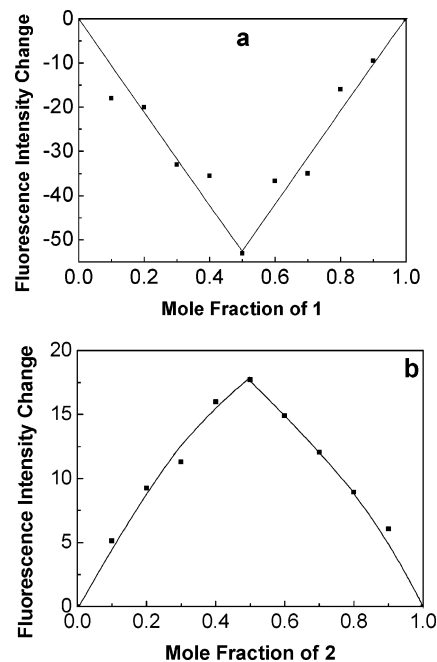 a
Fluorescence Intensity Change
0
-10
-20
-30
-40
-50
0.0 0.2 0.4 0.6 0.8 1.0
Mole Fraction of 1
b
Fluorescence Intensity Change
20
15
10
5
0
0.0 0.2 0.4 0.6 0.8 1.0
Mole Fraction of 2